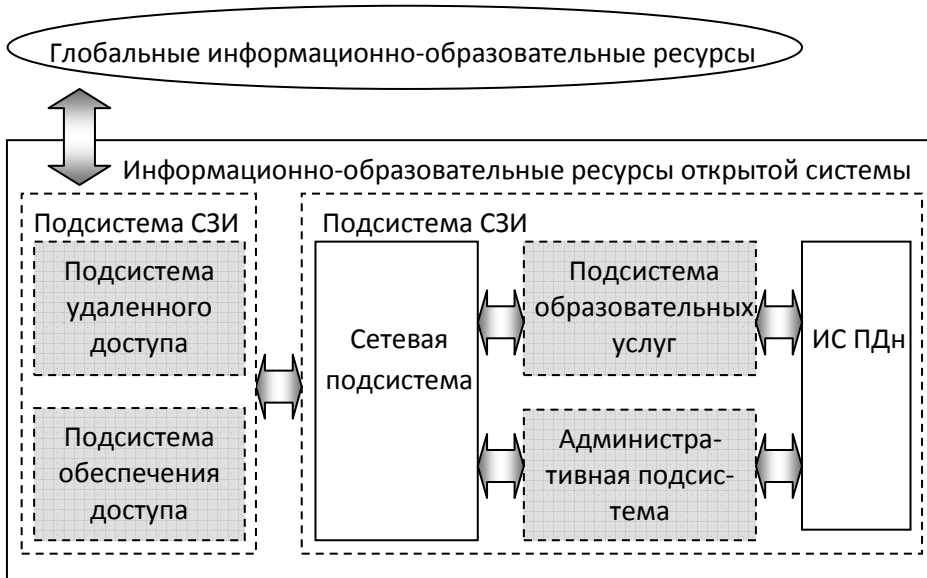 Глобальные информационно-образовательные ресурсы
Информационно-образовательные ресурсы открытой системы
Подсистема СЗИ
Подсистема
удаленного
доступа
Подсистема
обеспечения
доступа
Подсистема СЗИ
Сетевая
подсистема
Подсистема
образовательных
услуг
Административ-
тивная подсис-
тема
ИС ПДн